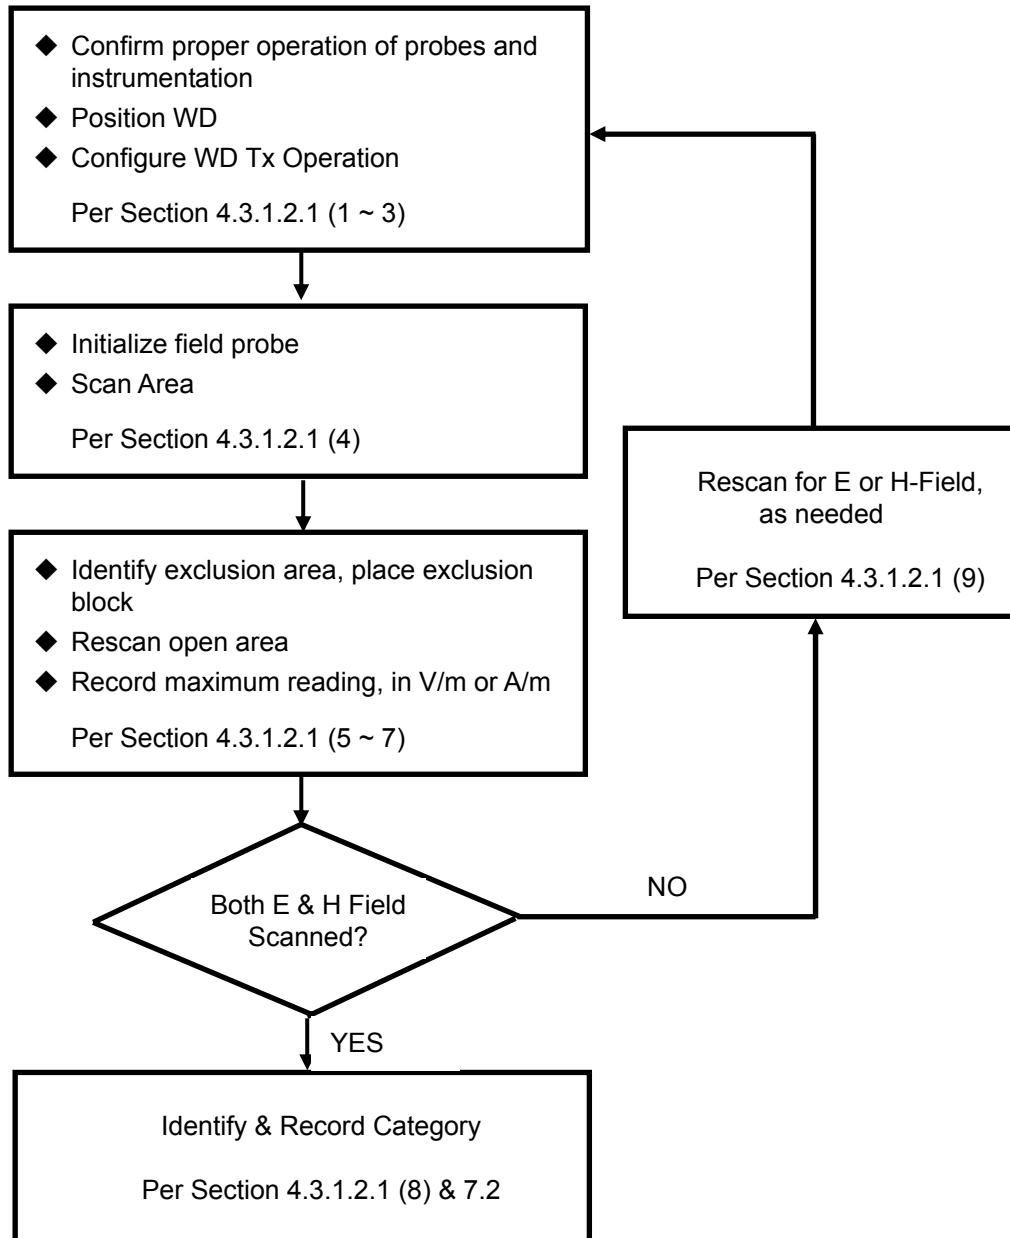 ◆ Confirm proper operation of probes and
instrumentation
◆ Position WD
◆ Configure WD Tx Operation
Per Section 4.3.1.2.1 (1 ~ 3)
◆ Initialize field probe
◆ Scan Area
Per Section 4.3.1.2.1 (4)
Rescan for E or H-Field,
as needed
Per Section 4.3.1.2.1 (9)
◆ Identify exclusion area, place exclusion
block
◆ Rescan open area
◆ Record maximum reading, in V/m or A/m
Per Section 4.3.1.2.1 (5 ~ 7)
Both E & H Field
Scanned?
NO
YES
Identify & Record Category
Per Section 4.3.1.2.1 (8) & 7.2